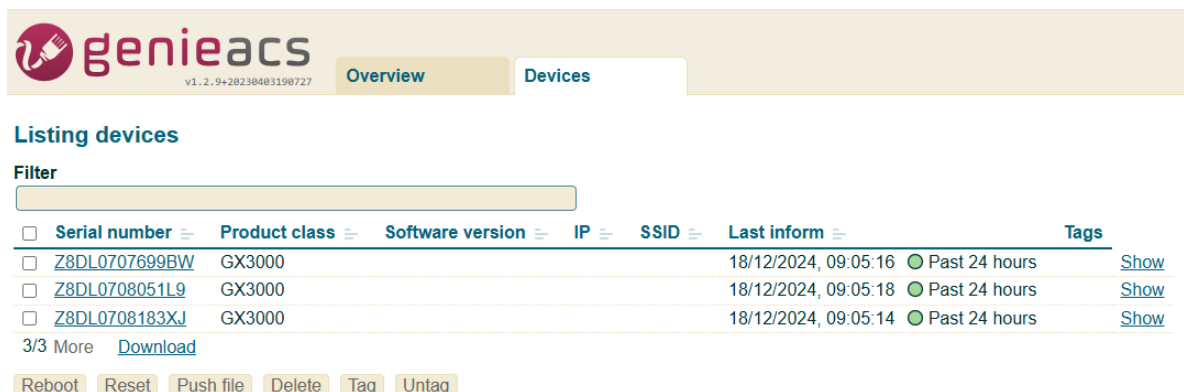 genieacs
v1.2.9+20230403190727
Overview
Devices
Listing devices
Filter
Serial number Product class Software version IP SSID Last inform Tags
Z8DL0707699BW GX3000 18/12/2024, 09:05:16 Past 24 hours Show
Z8DL0708051L9 GX3000 18/12/2024, 09:05:18 Past 24 hours Show
Z8DL0708183XJ GX3000 18/12/2024, 09:05:14 Past 24 hours Show
3/3 More Download
Reboot Reset Push file Delete Tag Untag